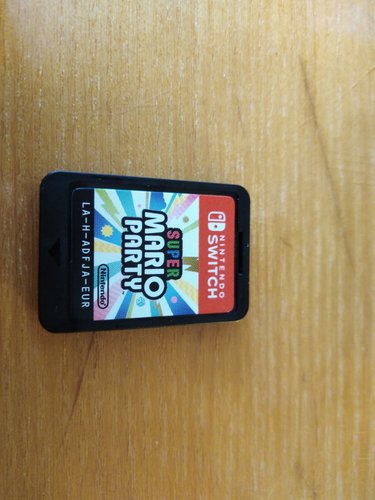 NINTENDO
SWITCH
SUPER
MARIO
PARTY
Nintendo
LA-H-ADFJA-EUR